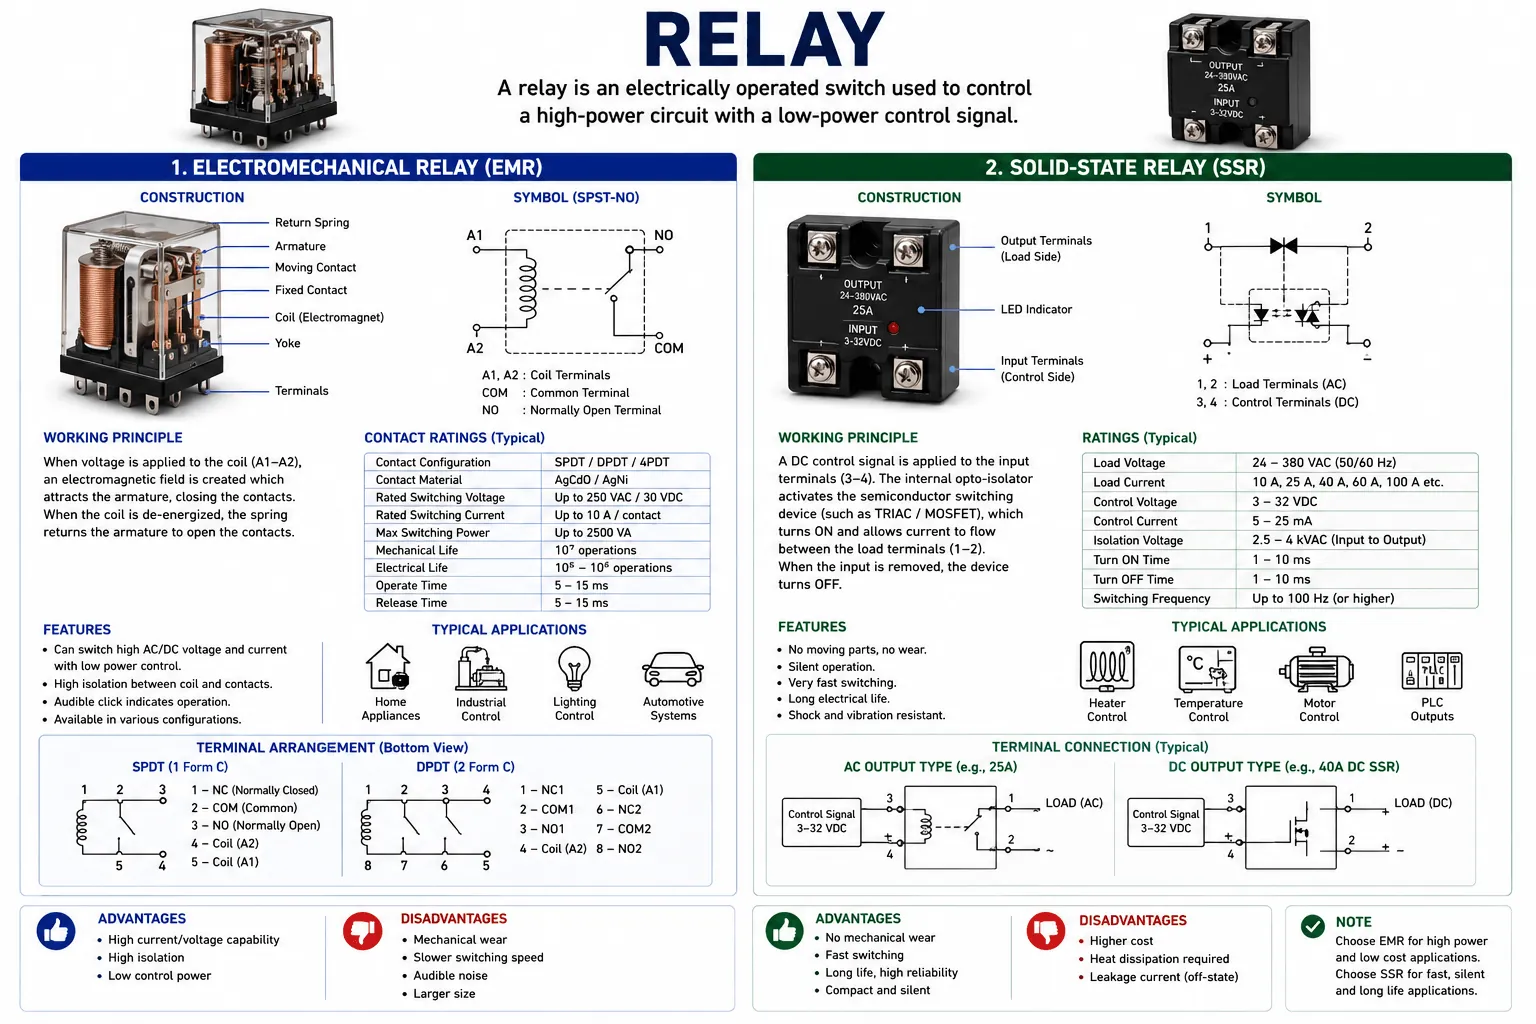 RELAY
A relay is an electrically operated switch used to control
a high-power circuit with a low-power control signal.
OUTPUT
24-380VAC
25A
INPUT
3-32VDC
- +
1. ELECTROMECHANICAL RELAY (EMR)
CONSTRUCTION
Return Spring
Armature
Moving Contact
Fixed Contact
Coil (Electromagnet)
Yoke
Terminals
SYMBOL (SPST-NO)
A1
NO
A2
COM
A1, A2 : Coil Terminals
COM : Common Terminal
NO : Normally Open Terminal
WORKING PRINCIPLE
When voltage is applied to the coil (A1–A2),
an electromagnetic field is created which
attracts the armature, closing the contacts.
When the coil is de-energized, the spring
returns the armature to open the contacts.
CONTACT RATINGS (Typical)
Contact Configuration SPDT / DPDT / 4PDT
Contact Material AgCdO / AgNi
Rated Switching Voltage Up to 250 VAC / 30 VDC
Rated Switching Current Up to 10 A / contact
Max Switching Power Up to 2500 VA
Mechanical Life 10⁷ operations
Electrical Life 10⁵ – 10⁶ operations
Operate Time 5 – 15 ms
Release Time 5 – 15 ms
FEATURES
• Can switch high AC/DC voltage and current
with low power control.
• High isolation between coil and contacts.
• Audible click indicates operation.
• Available in various configurations.
TYPICAL APPLICATIONS
Home
Appliances
Industrial
Control
Lighting
Control
Automotive
Systems
TERMINAL ARRANGEMENT (Bottom View)
SPDT (1 Form C)
1 2 3
5 4
1 – NC (Normally Closed)
2 – COM (Common)
3 – NO (Normally Open)
4 – Coil (A2)
5 – Coil (A1)
DPDT (2 Form C)
1 2 3 4
8 7 6 5
1 – NC1
2 – COM1
3 – NO1
4 – Coil (A2)
5 – Coil (A1)
6 – NC2
7 – COM2
8 – NO2
ADVANTAGES
• High current/voltage capability
• High isolation
• Low control power
DISADVANTAGES
• Mechanical wear
• Slower switching speed
• Audible noise
• Larger size
2. SOLID-STATE RELAY (SSR)
CONSTRUCTION
OUTPUT
24–380VAC
25A
INPUT
3–32VDC
Output Terminals
(Load Side)
LED Indicator
Input Terminals
(Control Side)
SYMBOL
1 2
+ –
1, 2 : Load Terminals (AC)
3, 4 : Control Terminals (DC)
WORKING PRINCIPLE
A DC control signal is applied to the input
terminals (3–4). The internal opto-isolator
activates the semiconductor switching
device (such as TRIAC / MOSFET), which
turns ON and allows current to flow
between the load terminals (1–2).
When the input is removed, the device
turns OFF.
RATINGS (Typical)
Load Voltage 24 – 380 VAC (50/60 Hz)
Load Current 10 A, 25 A, 40 A, 60 A, 100 A etc.
Control Voltage 3 – 32 VDC
Control Current 5 – 25 mA
Isolation Voltage 2.5 – 4 kVAC (Input to Output)
Turn ON Time 1 – 10 ms
Turn OFF Time 1 – 10 ms
Switching Frequency Up to 100 Hz (or higher)
FEATURES
• No moving parts, no wear.
• Silent operation.
• Very fast switching.
• Long electrical life.
• Shock and vibration resistant.
TYPICAL APPLICATIONS
°C
Heater
Control
Temperature
Control
Motor
Control
PLC
Outputs
TERMINAL CONNECTION (Typical)
AC OUTPUT TYPE (e.g., 25A)
Control Signal
3–32 VDC
3
+
4
1
LOAD (AC)
2
~
DC OUTPUT TYPE (e.g., 40A DC SSR)
Control Signal
3–32 VDC
3
+
4
1
LOAD (DC)
+
2
+ –
ADVANTAGES
• No mechanical wear
• Fast switching
• Long life, high reliability
• Compact and silent
DISADVANTAGES
• Higher cost
• Heat dissipation required
• Leakage current (off-state)
NOTE
Choose EMR for high power
and low cost applications.
Choose SSR for fast, silent
and long life applications.